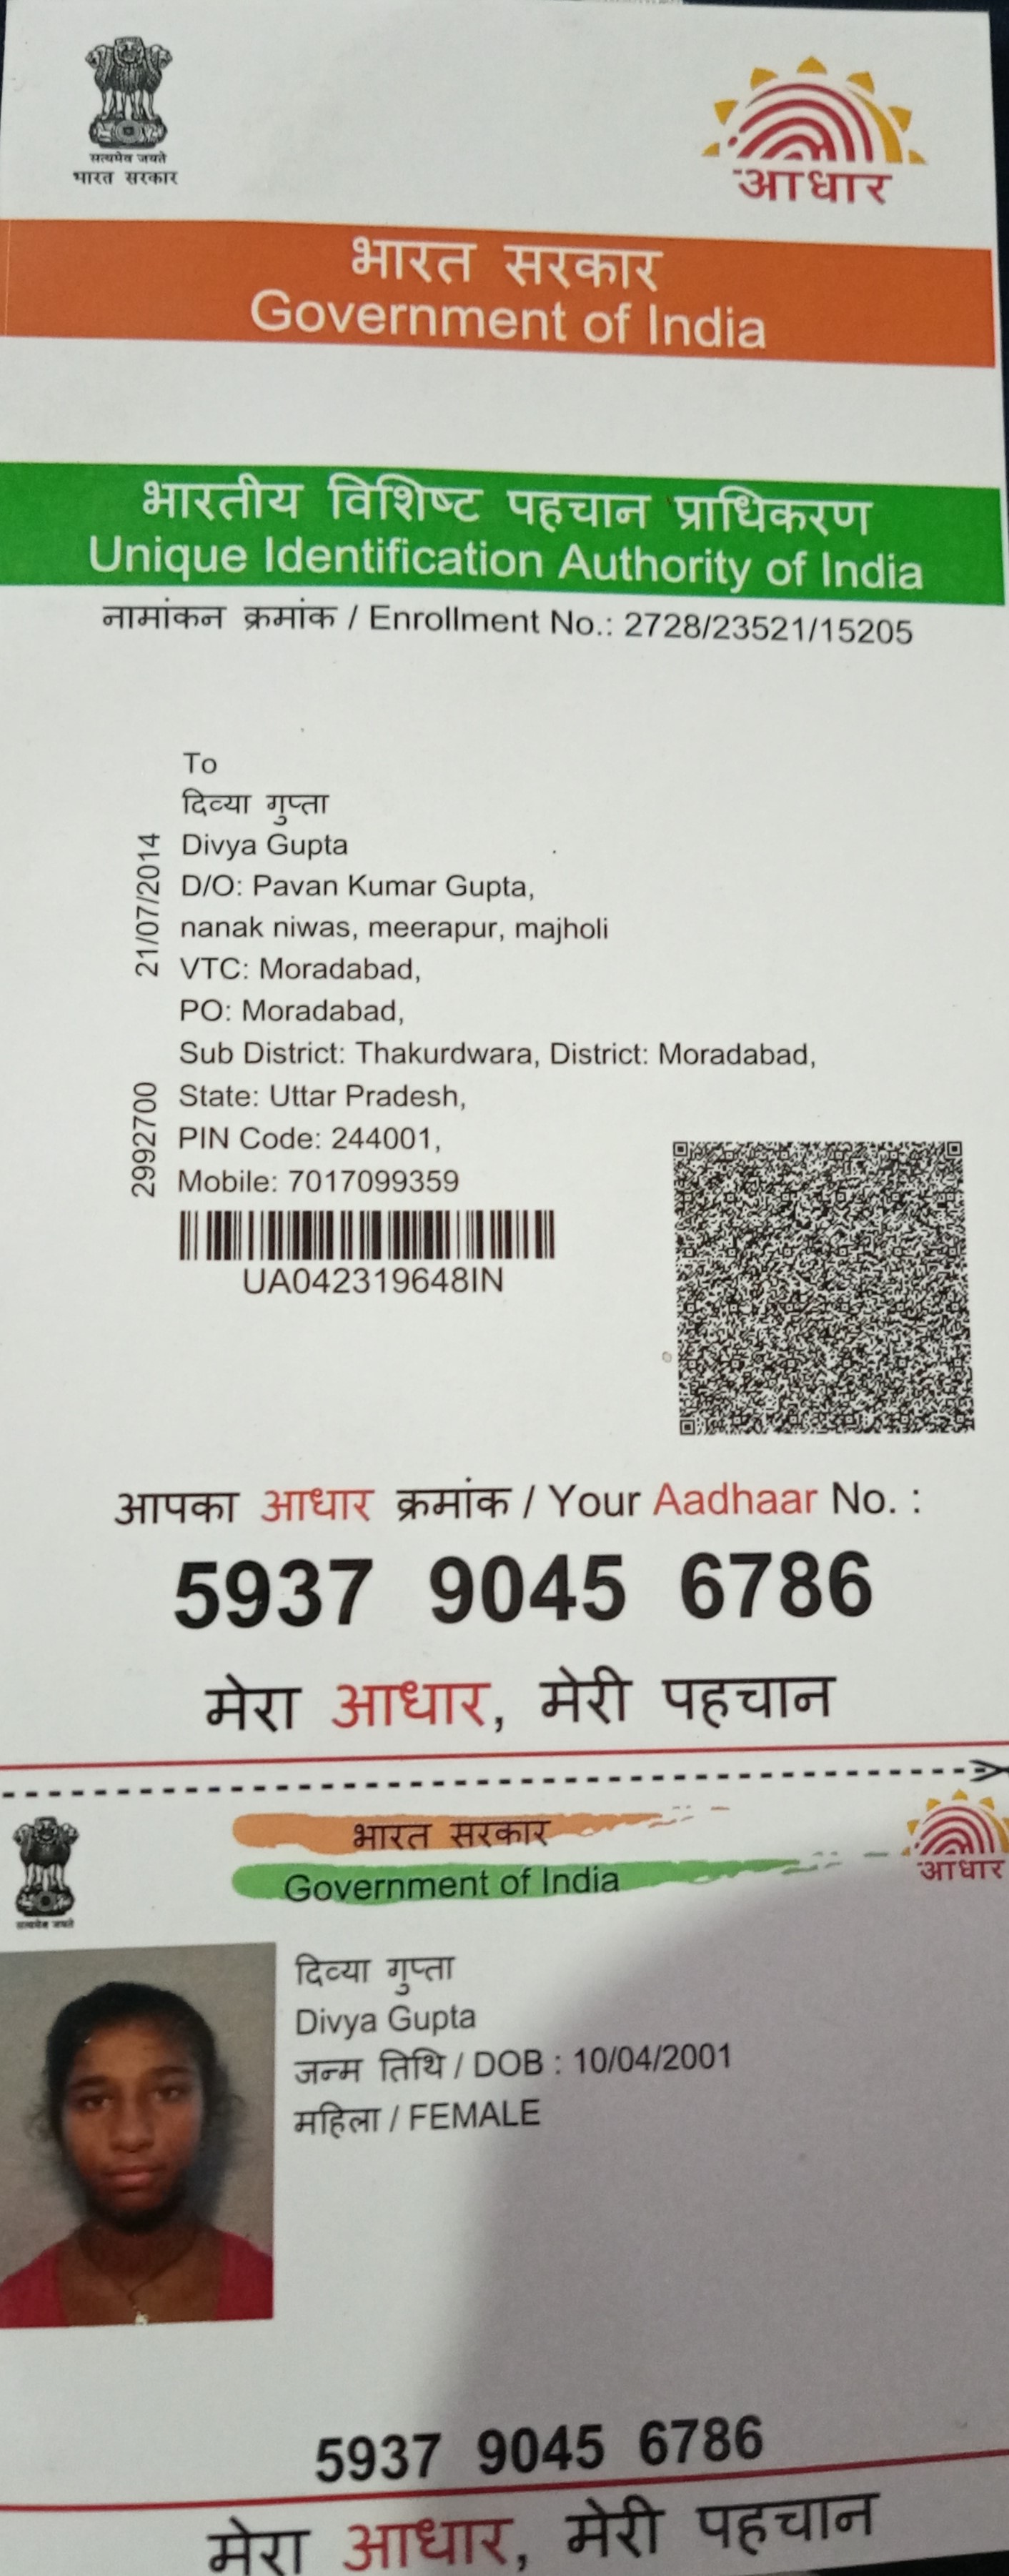 सत्यमेव जयते
भारत सरकार
आधार
भारत सरकार
Government of India
भारतीय विशिष्ट पहचान प्राधिकरण
Unique Identification Authority of India
नामांकन क्रमांक / Enrollment No.: 2728/23521/15205
To
दिव्या गुप्ता
Divya Gupta
D/O: Pavan Kumar Gupta,
nanak niwas, meerapur, majholi
VTC: Moradabad,
PO: Moradabad,
Sub District: Thakurdwara, District: Moradabad,
State: Uttar Pradesh,
PIN Code: 244001,
Mobile: 7017099359
21/07/2014
2992700
UA042319648IN
आपका आधार क्रमांक / Your Aadhaar No. :
5937 9045 6786
मेरा आधार, मेरी पहचान
भारत सरकार
Government of India
सत्यमेव जयते
आधार
दिव्या गुप्ता
Divya Gupta
जन्म तिथि / DOB : 10/04/2001
महिला / FEMALE
5937 9045 6786
मेरा आधार, मेरी पहचान